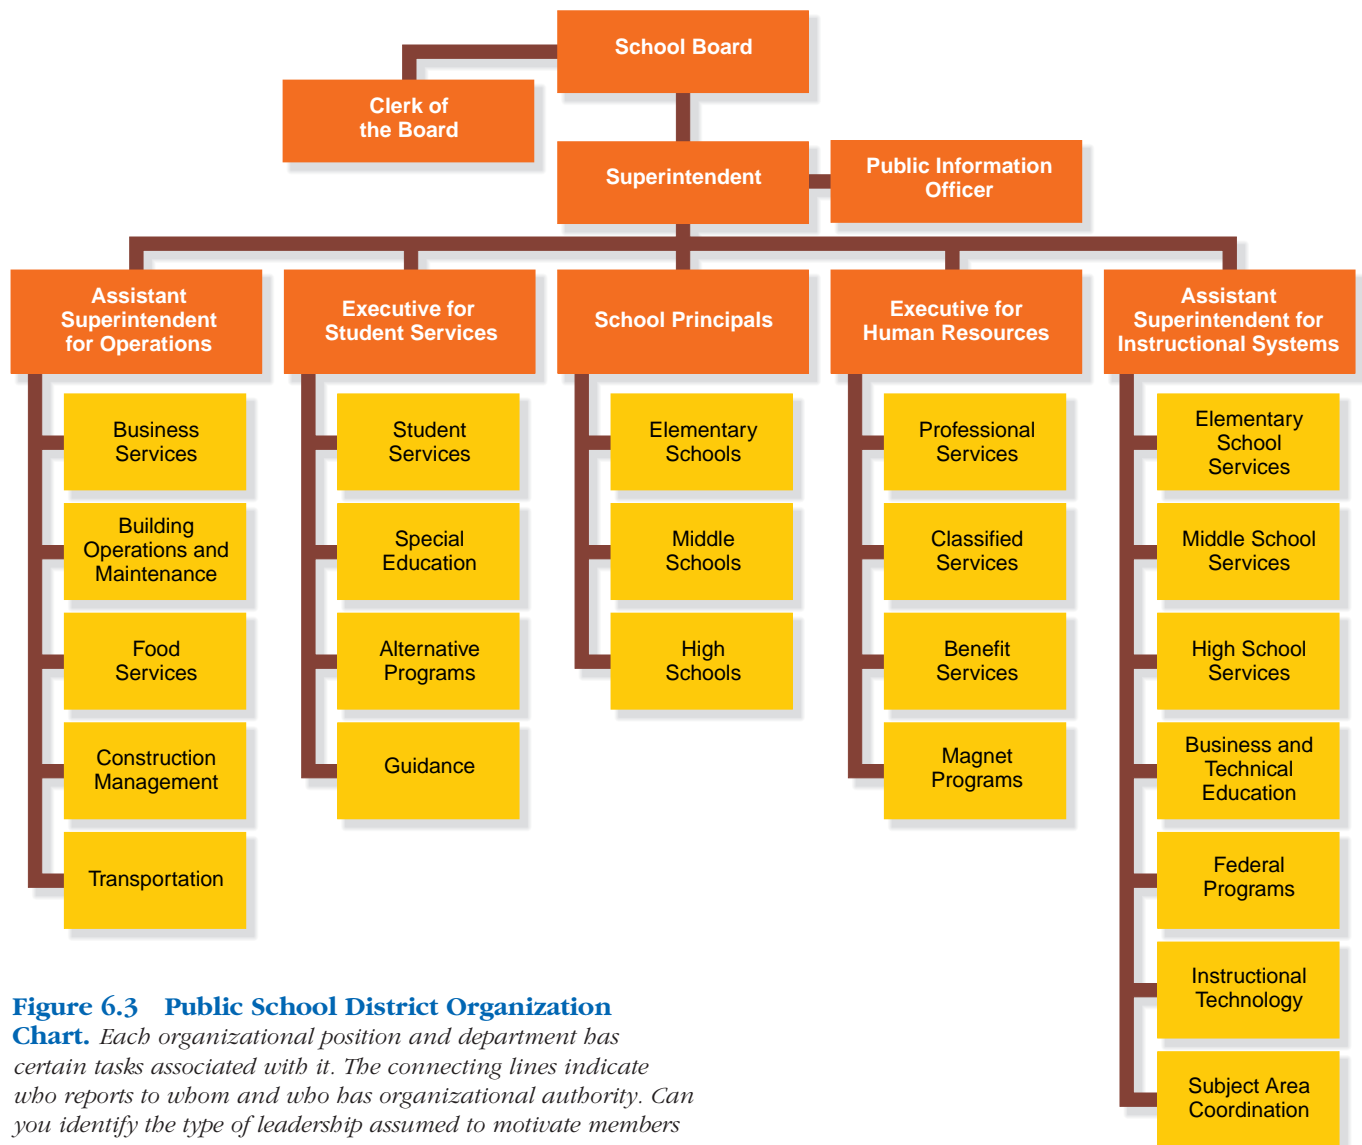 School Board
Clerk of
the Board
Superintendent
Public Information
Officer
Assistant
Superintendent
for Operations
Executive for
Student Services
School Principals
Executive for
Human Resources
Assistant
Superintendent for
Instructional Systems
Business
Services
Building
Operations and
Maintenance
Food
Services
Construction
Management
Transportation
Student
Services
Special
Education
Alternative
Programs
Guidance
Elementary
Schools
Middle
Schools
High
Schools
Professional
Services
Classified
Services
Benefit
Services
Magnet
Programs
Elementary
School
Services
Middle School
Services
High School
Services
Business and
Technical
Education
Federal
Programs
Instructional
Technology
Subject Area
Coordination
Figure 6.3 Public School District Organization
Chart. Each organizational position and department has
certain tasks associated with it. The connecting lines indicate
who reports to whom and who has organizational authority. Can
you identify the type of leadership assumed to motivate members